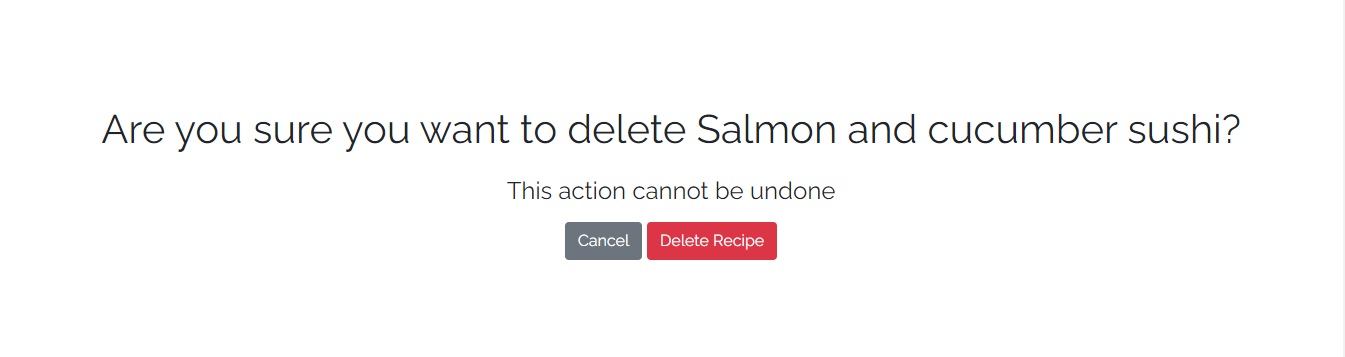 Are you sure you want to delete Salmon and cucumber sushi?
This action cannot be undone
Cancel Delete Recipe